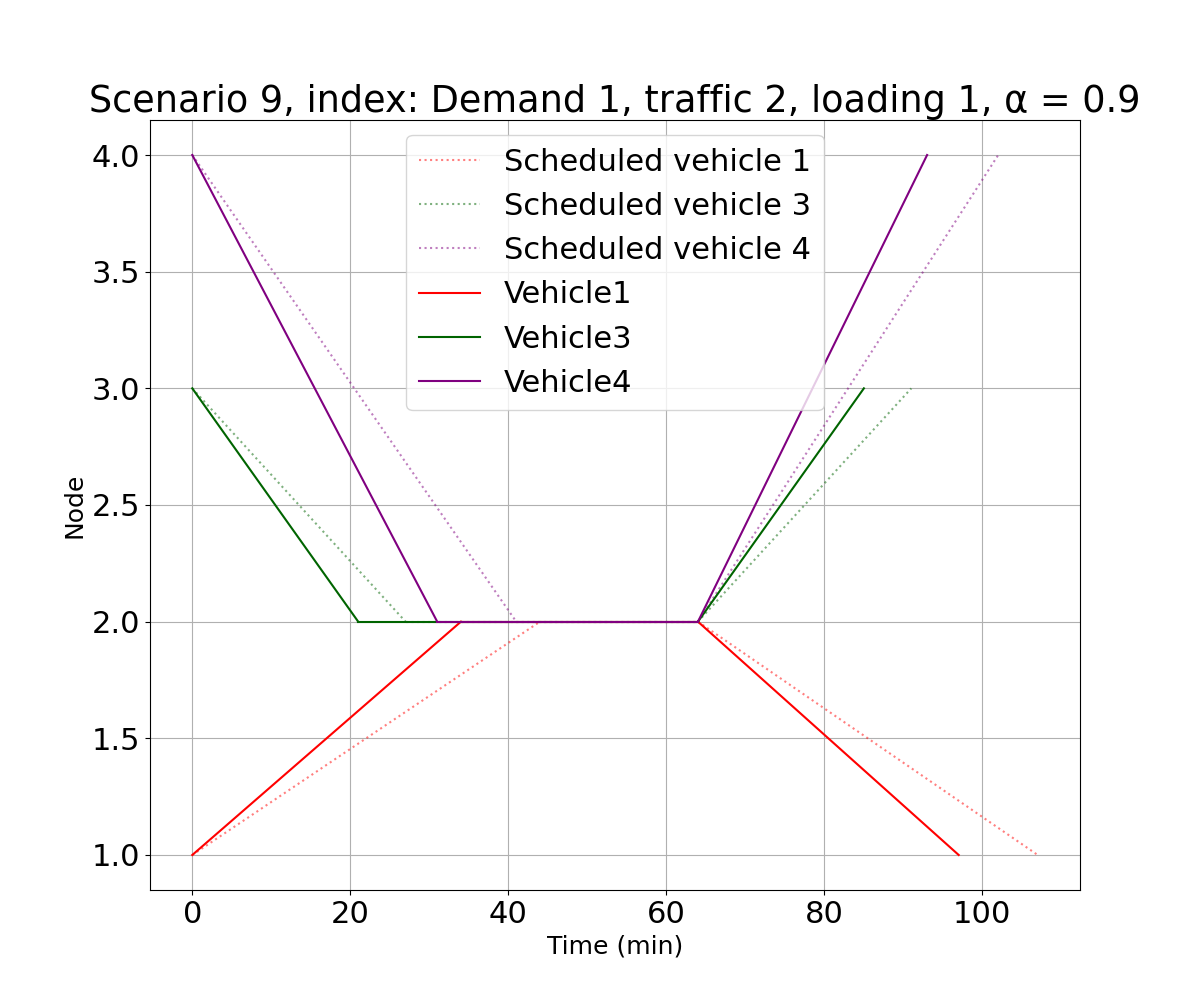 Scenario 9, index: Demand 1, traffic 2, loading 1, α = 0.9
4.0
3.5
3.0
2.5
2.0
1.5
1.0
Node
Scheduled vehicle 1
Scheduled vehicle 3
Scheduled vehicle 4
Vehicle1
Vehicle3
Vehicle4
0 20 40 60 80 100
Time (min)